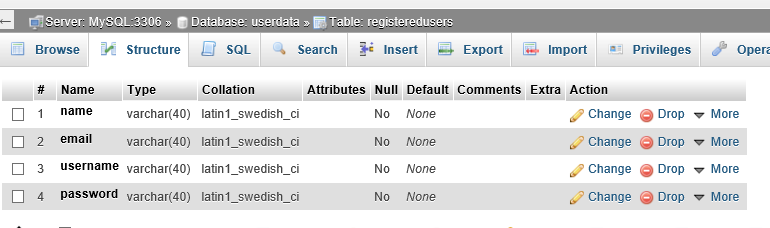 Server: MySQL:3306 » Database: userdata » Table: registeredusers
Browse Structure SQL Search Insert Export Import Privileges Opera
# Name Type Collation Attributes Null Default Comments Extra Action
1 name varchar(40) latin1_swedish_ci No None Change Drop More
2 email varchar(40) latin1_swedish_ci No None Change Drop More
3 username varchar(40) latin1_swedish_ci No None Change Drop More
4 password varchar(40) latin1_swedish_ci No None Change Drop More